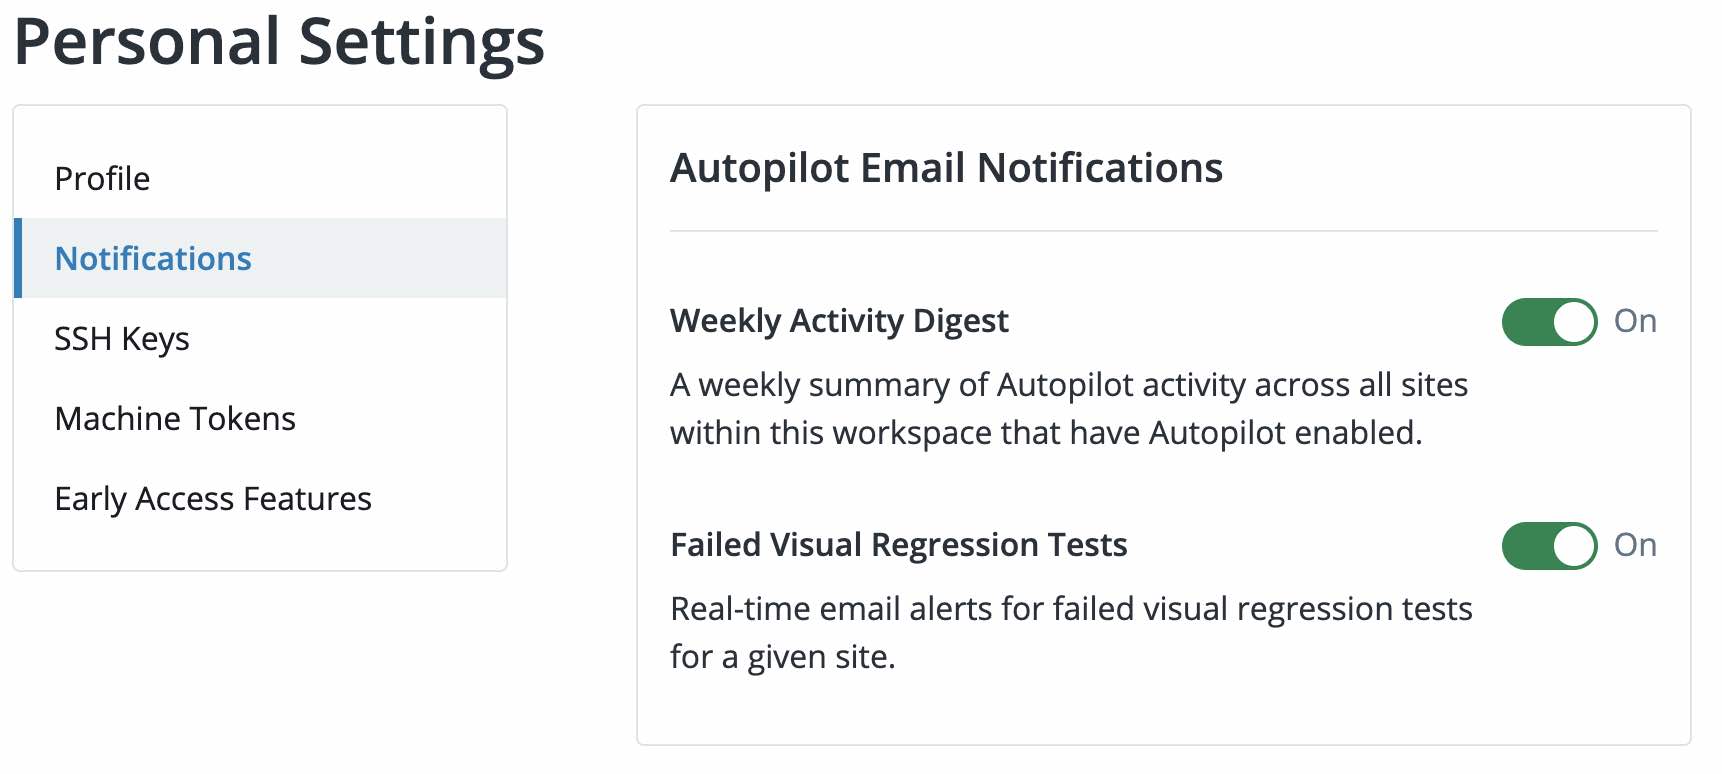 Personal Settings
Profile
Notifications
SSH Keys
Machine Tokens
Early Access Features
Autopilot Email Notifications
Weekly Activity Digest
On
A weekly summary of Autopilot activity across all sites
within this workspace that have Autopilot enabled.
Failed Visual Regression Tests
On
Real-time email alerts for failed visual regression tests
for a given site.